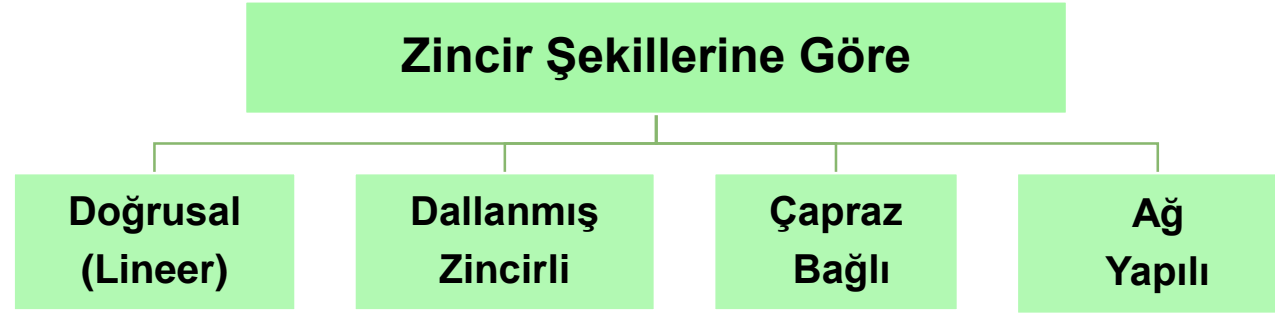 Zincir Şekillerine Göre
Doğrusal
(Lineer)
Dallanmış
Zincirli
Çapraz
Bağlı
Ağ
Yapılı